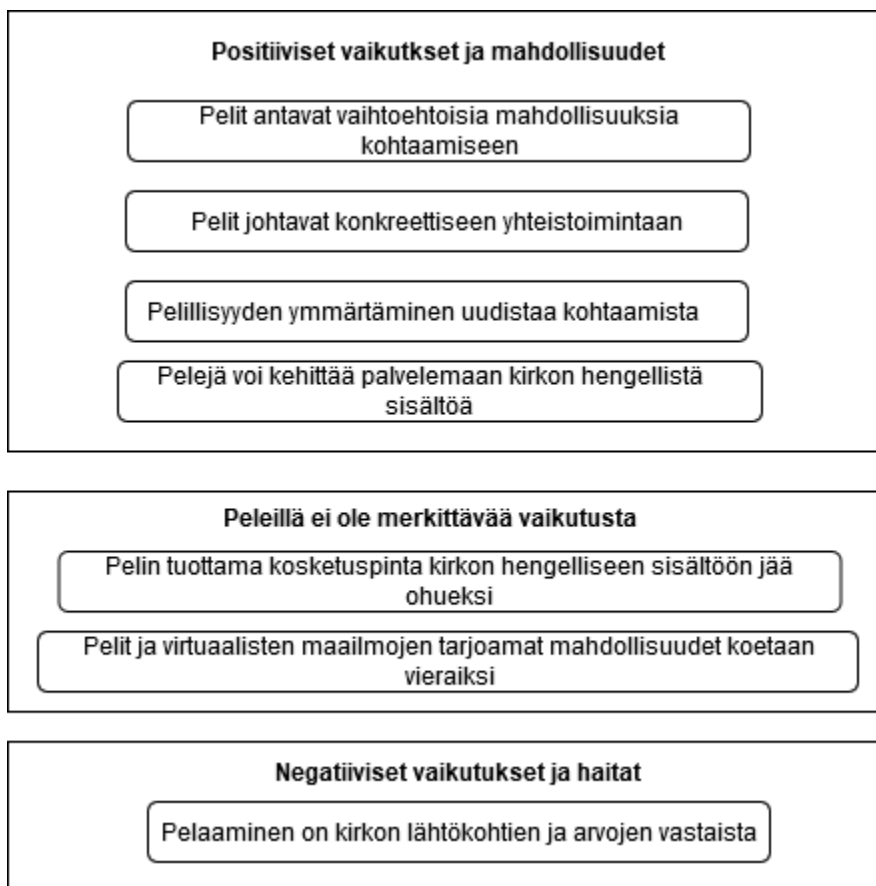 Positiiviset vaikutkset ja mahdollisuudet
Pelit antavat vaihtoehtoisia mahdollisuuksia
kohtaamiseen
Pelit johtavat konkreettiseen yhteistoimintaan
Pelillisyyden ymmärtäminen uudistaa kohtaamista
Pelejä voi kehittää palvelemaan kirkon hengellistä
sisältöä
Peleillä ei ole merkittävää vaikutusta
Pelin tuottama kosketuspinta kirkon hengelliseen sisältöön jää
ohueksi
Pelit ja virtuaalisten maailmojen tarjoamat mahdollisuudet koetaan
vieraiksi
Negatiiviset vaikutukset ja haitat
Pelaaminen on kirkon lähtökohtien ja arvojen vastaista